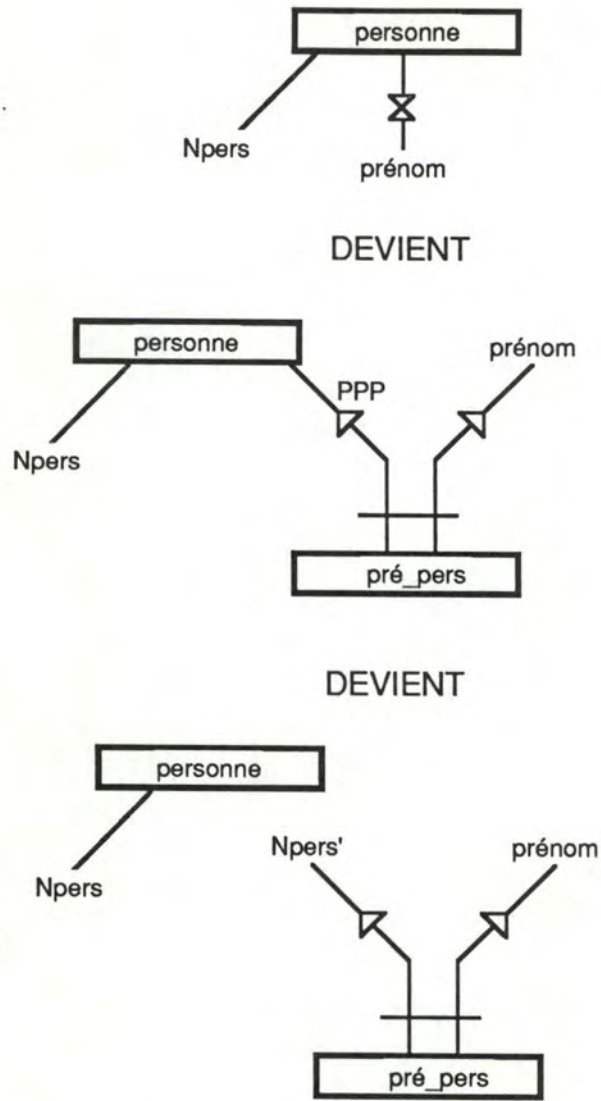 personne
Npers
prénom
DEVIENT
personne
prénom
PPP
Npers
pré_pers
DEVIENT
personne
Npers'
prénom
Npers
pré_pers